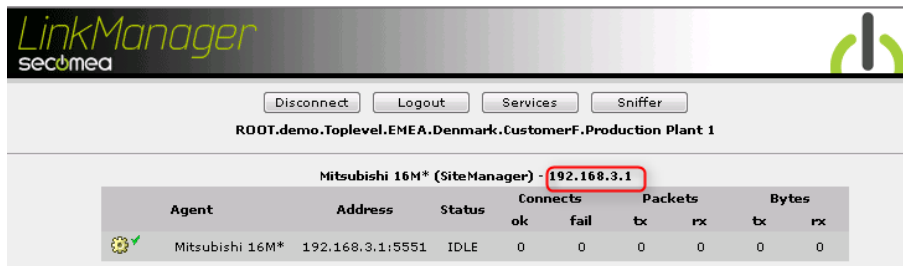 LinkManager
secomea
Disconnect Logout Services Sniffer
ROOT.demo.Toplevel.EMEA.Denmark.CustomerF.Production Plant 1
Mitsubishi 16M* (SiteManager) - 192.168.3.1
Agent Address Status Connects Packets Bytes
ok fail tx rx tx rx
Mitsubishi 16M* 192.168.3.1:5551 IDLE 0 0 0 0 0 0